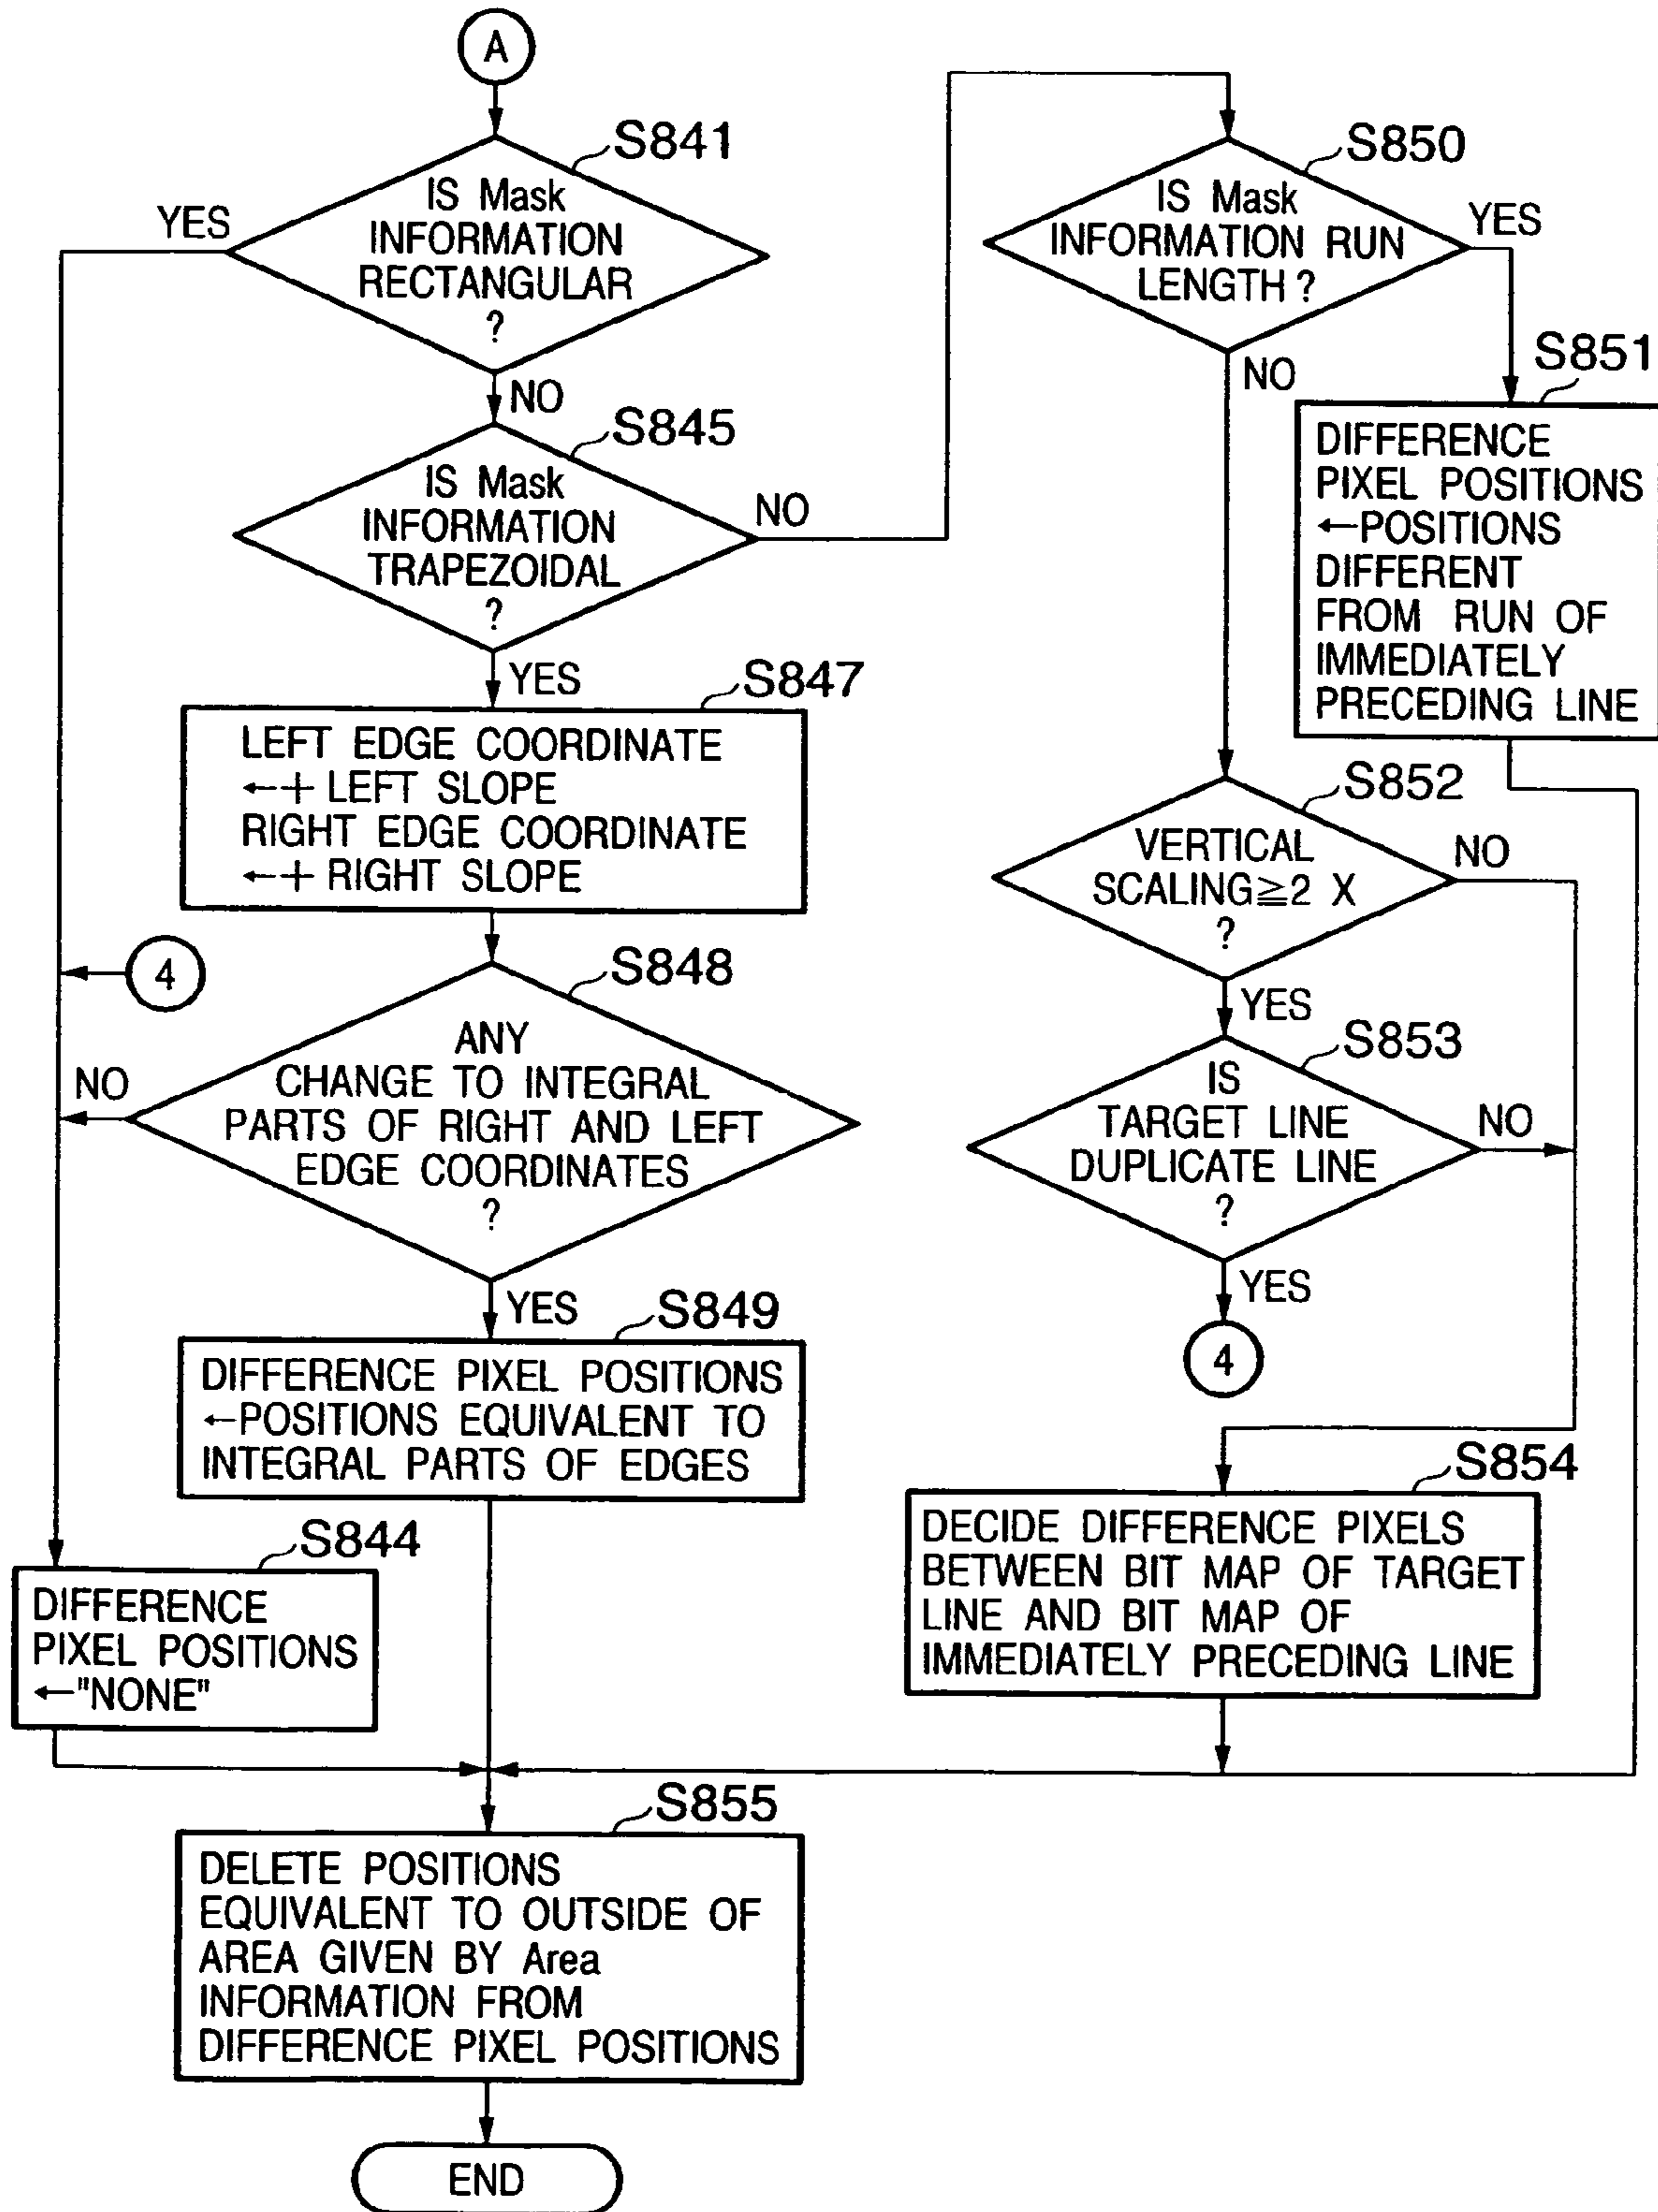 A
S841
IS Mask
INFORMATION
RECTANGULAR
?
YES
NO
S845
IS Mask
INFORMATION
TRAPEZOIDAL
?
NO
YES
S847
LEFT EDGE COORDINATE
←+ LEFT SLOPE
RIGHT EDGE COORDINATE
←+ RIGHT SLOPE
4
S848
ANY
CHANGE TO INTEGRAL
PARTS OF RIGHT AND LEFT
EDGE COORDINATES
?
NO
YES
S849
DIFFERENCE PIXEL POSITIONS
←POSITIONS EQUIVALENT TO
INTEGRAL PARTS OF EDGES
S844
DIFFERENCE
PIXEL POSITIONS
←"NONE"
S850
IS Mask
INFORMATION RUN
LENGTH ?
YES
NO
S851
DIFFERENCE
PIXEL POSITIONS
←POSITIONS
DIFFERENT
FROM RUN OF
IMMEDIATELY
PRECEDING LINE
S852
VERTICAL
SCALING≧2 X
?
NO
YES
S853
IS
TARGET LINE
DUPLICATE LINE
?
NO
YES
4
S854
DECIDE DIFFERENCE PIXELS
BETWEEN BIT MAP OF TARGET
LINE AND BIT MAP OF
IMMEDIATELY PRECEDING LINE
S855
DELETE POSITIONS
EQUIVALENT TO OUTSIDE OF
AREA GIVEN BY Area
INFORMATION FROM
DIFFERENCE PIXEL POSITIONS
END